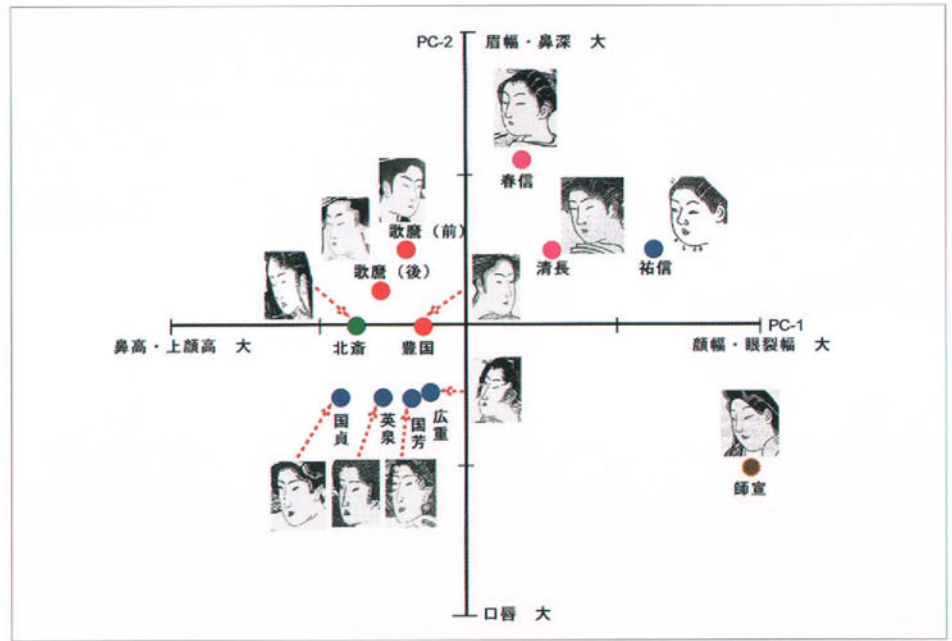 PC-2
眉幅・鼻深 大
春信
歌麿（前）
清長
祐信
歌麿（後）
PC-1
鼻高・上顔高 大
北斎
豊国
顔幅・眼裂幅 大
国貞
英泉
国芳
広重
師宣
口唇 大